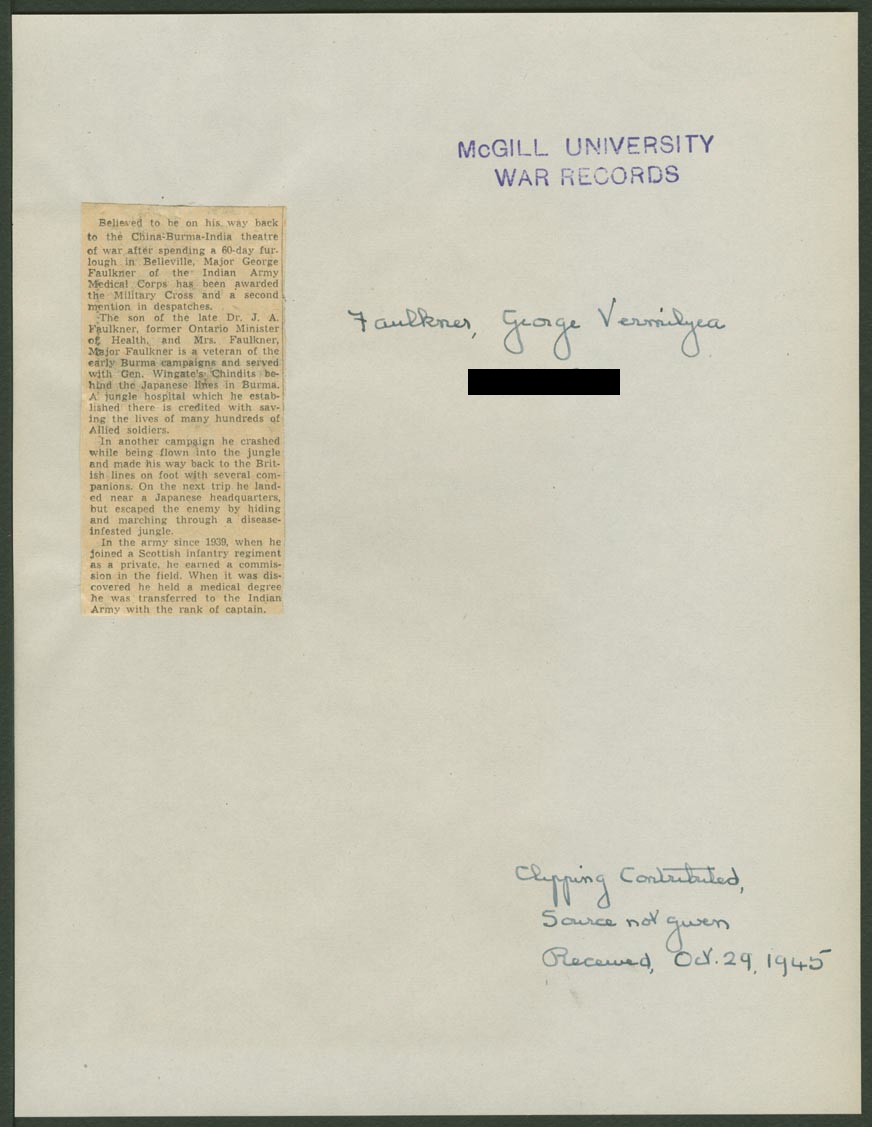 McGILL UNIVERSITY
WAR RECORDS
Believed to be on his way back
to the China-Burma-India theatre
of war after spending a 60-day fur-
lough in Belleville, Major George
Faulkner of the Indian Army
Medical Corps has been awarded
the Military Cross and a second
mention in despatches.
The son of the late Dr. J. A.
Faulkner, former Ontario Minister
of Health, and Mrs. Faulkner,
Major Faulkner is a veteran of the
early Burma campaigns and served
with Gen. Wingate's Chindits be-
hind the Japanese lines in Burma.
A jungle hospital which he estab-
lished there is credited with sav-
ing the lives of many hundreds of
Allied soldiers.
In another campaign he crashed
while being flown into the jungle
and made his way back to the Brit-
ish lines on foot with several com-
panions. On the next trip he land-
ed near a Japanese headquarters,
but escaped the enemy by hiding
and marching through a disease-
infested jungle.
In the army since 1939, when he
joined a Scottish infantry regiment
as a private, he earned a commis-
sion in the field. When it was dis-
covered he held a medical degree
he was transferred to the Indian
Army with the rank of captain.
Faulkner, George Vermilyea
Clipping Contributed,
Source not given
Received, Oct. 29, 1945